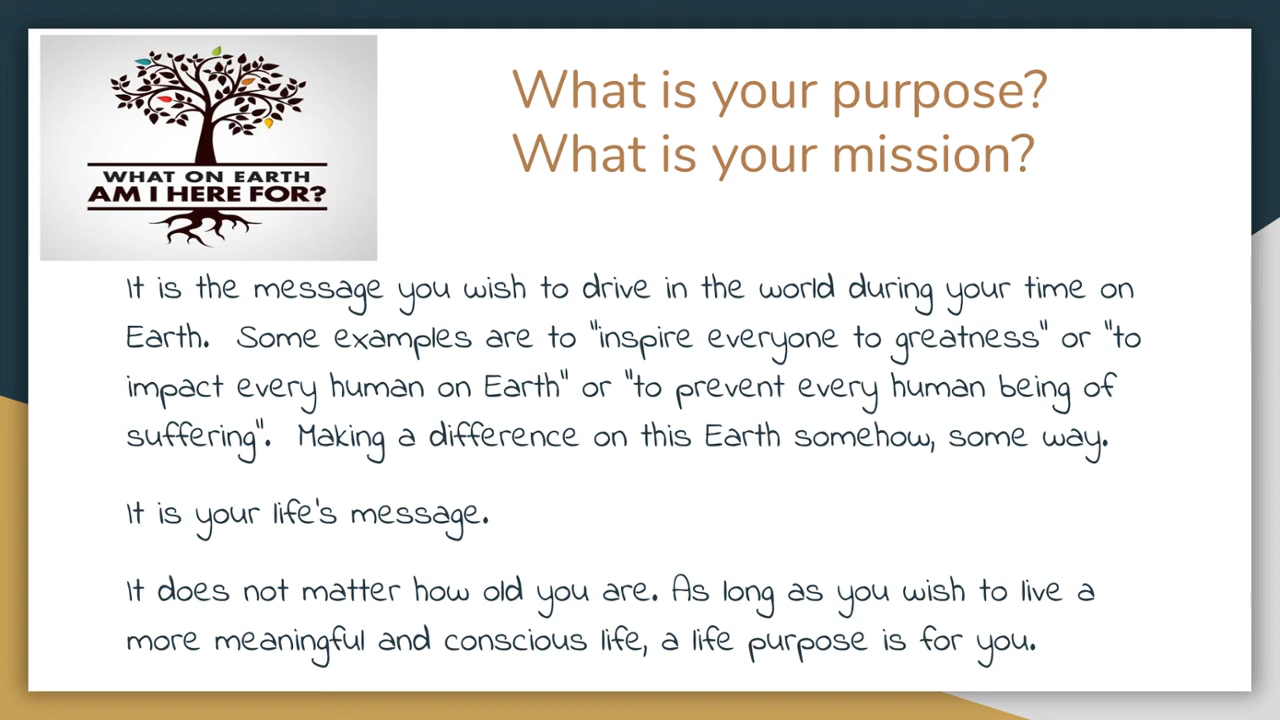 WHAT ON EARTH
AM I HERE FOR?
What is your purpose?
What is your mission?
It is the message you wish to drive in the world during your time on
Earth.  Some examples are to "inspire everyone to greatness" or "to
impact every human on Earth" or "to prevent every human being of
suffering".  Making a difference on this Earth somehow, some way.
It is your life's message.
It does not matter how old you are. As long as you wish to live a
more meaningful and conscious life, a life purpose is for you.